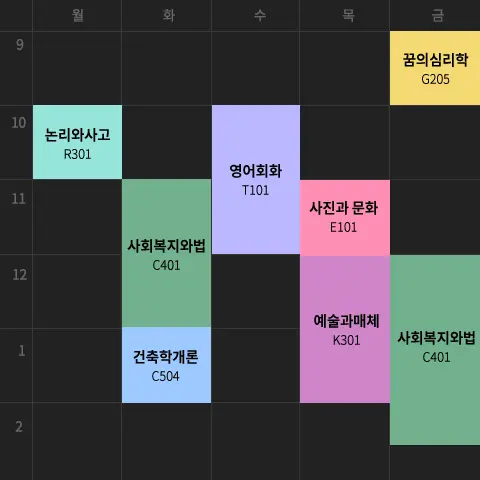 월 화 수 목 금
9
꿈의심리학
G205
10
논리와사고
R301
영어회화
T101
11
사진과 문화
E101
사회복지와법
C401
12
예술과매체
K301
사회복지와법
C401
1
건축학개론
C504
2